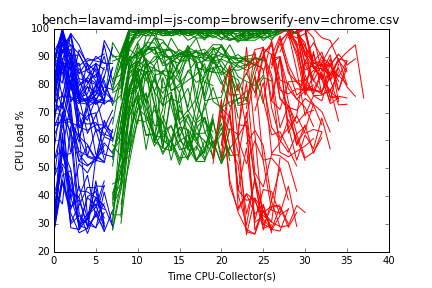 bench=lavamd-impl=js-comp=browserify-env=chrome.csv
100
90
80
70
60
50
40
30
20
CPU Load %
0 5 10 15 20 25 30 35 40
Time CPU-Collector(s)